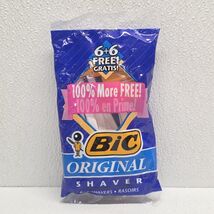 6+6
FREE!
GRATIS!
100% More FREE!
100% en Prime!
BIC
ORIGINAL
SHAVER
SHAVERS • RASOIRS